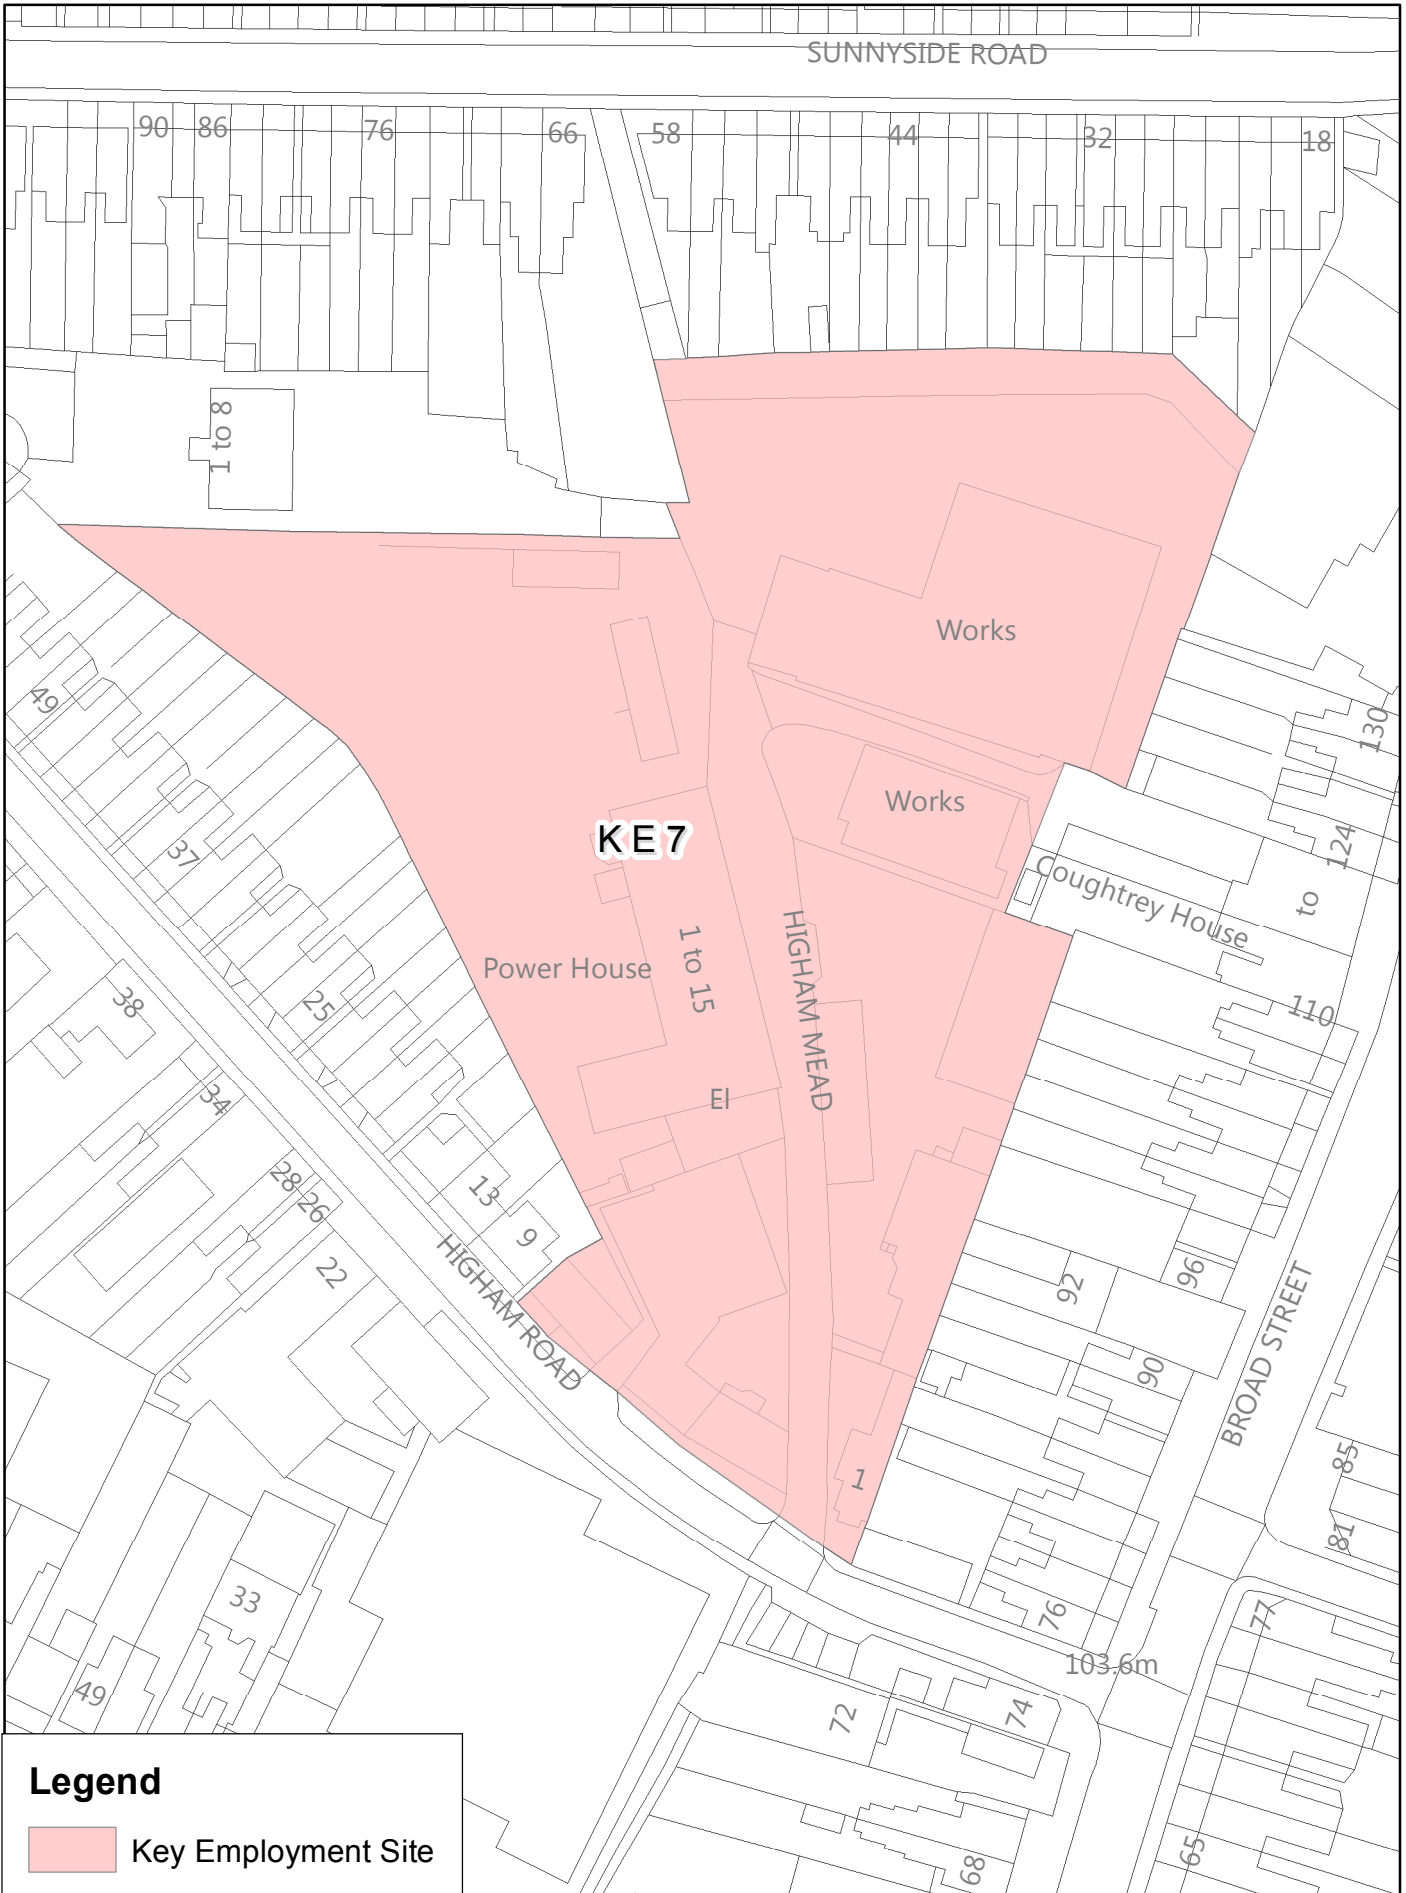 SUNNYSIDE ROAD
90
86
76
66
58
44
32
18
1 to 8
Works
49
130
Works
KE7
124
37
Coughtrey House
to
1 to 15
HIGHAM MEAD
Power House
38
25
110
34
El
28
26
13
9
22
HIGHAM ROAD
92
96
BROAD STREET
90
85
1
81
33
76
77
103.6m
49
72
74
65
68
Legend
Key Employment Site